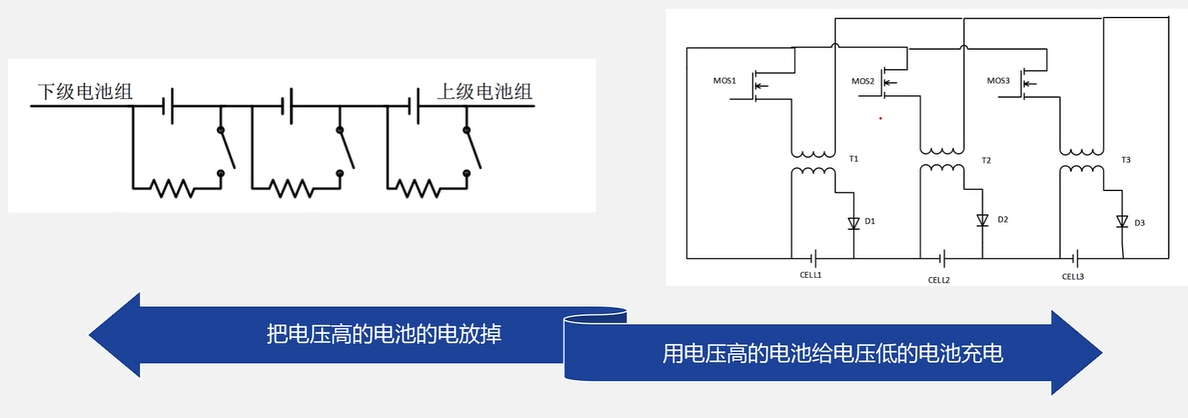 下级电池组
上级电池组
MOS1
MOS2
MOS3
T1
T2
T3
D1
D2
D3
CELL1
CELL2
CELL3
把电压高的电池的电放掉
用电压高的电池给电压低的电池充电